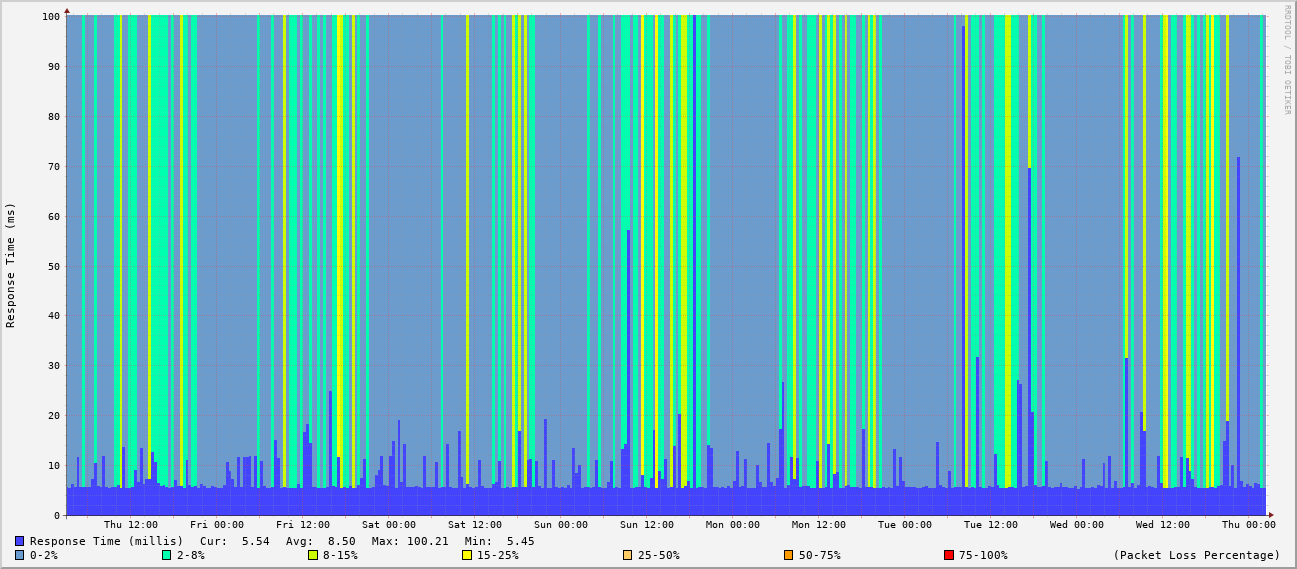 RRDTOOL / TOBI OETIKER
Response Time (ms)
100
90
80
70
60
50
40
30
20
10
0
Thu 12:00 Fri 00:00 Fri 12:00 Sat 00:00 Sat 12:00 Sun 00:00 Sun 12:00 Mon 00:00 Mon 12:00 Tue 00:00 Tue 12:00 Wed 00:00 Wed 12:00 Thu 00:00
Response Time (millis) Cur: 5.54 Avg: 8.50 Max: 100.21 Min: 5.45
0-2% 2-8% 8-15% 15-25% 25-50% 50-75% 75-100% (Packet Loss Percentage)